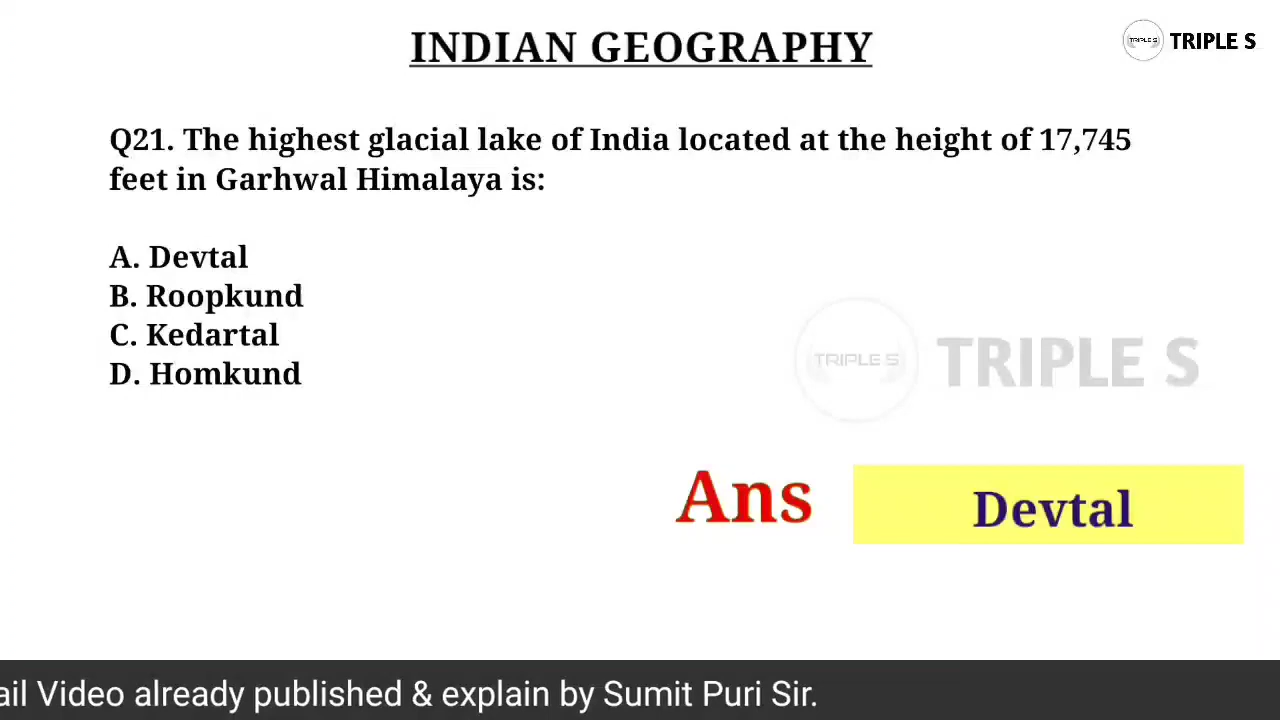 INDIAN GEOGRAPHY
TRIPLE S
TRIPLE S
Q21. The highest glacial lake of India located at the height of 17,745
feet in Garhwal Himalaya is:
A. Devtal
B. Roopkund
C. Kedartal
D. Homkund
TRIPLE S
TRIPLE S
Ans
Devtal
ail Video already published & explain by Sumit Puri Sir.